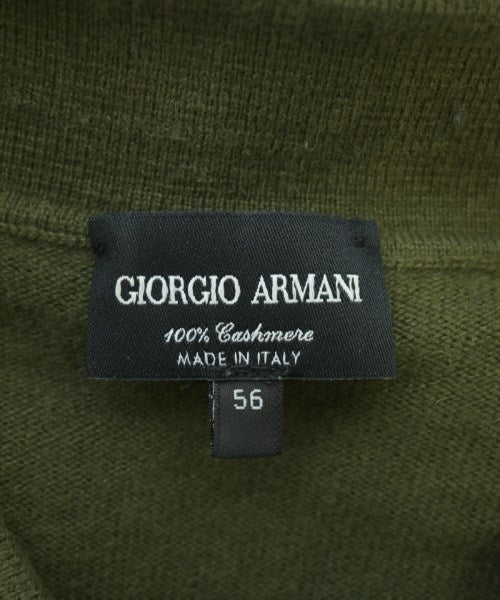 GIORGIO ARMANI
100% Cashmere
MADE IN ITALY
56